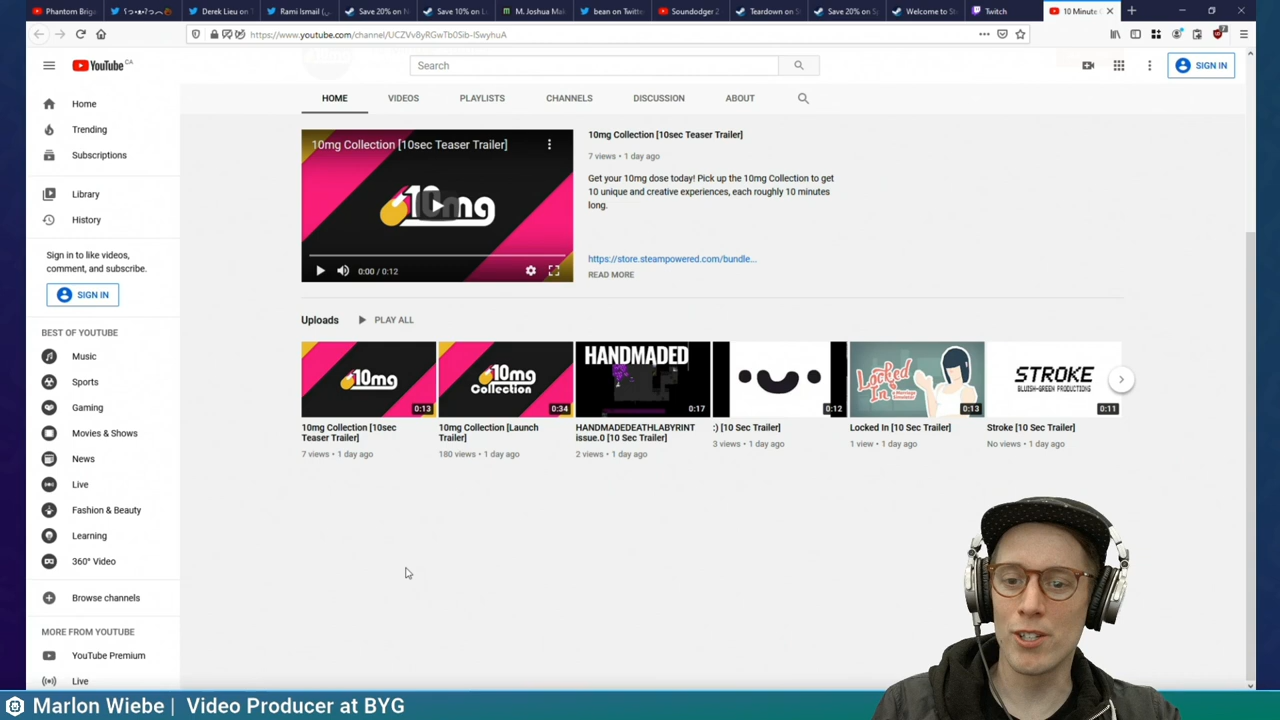 Phantom Brig
Derek Lieu on T
Rami Ismail (
Save 20% on
Save 10% on
M. Joshua Mak
bean on Twitte
Soundodger 2
Teardown on S
Save 20% on
Welcome to S
Twitch
10 Minute
https://www.youtube.com/channel/UCZVv8yRGwTb0Sib-ISwyhuA
YouTube CA
Search
SIGN IN
HOME VIDEOS PLAYLISTS CHANNELS DISCUSSION ABOUT
Home
Trending
Subscriptions
Library
History
Sign in to like videos,
comment, and subscribe.
SIGN IN
BEST OF YOUTUBE
Music
Sports
Gaming
Movies & Shows
News
Live
Fashion & Beauty
Learning
360° Video
Browse channels
MORE FROM YOUTUBE
YouTube Premium
Live
10mg Collection [10sec Teaser Trailer]
10mg
0:00 / 0:12
10mg Collection [10sec Teaser Trailer]
7 views • 1 day ago
Get your 10mg dose today! Pick up the 10mg Collection to get
10 unique and creative experiences, each roughly 10 minutes
long.
https://store.steampowered.com/bundle...
READ MORE
Uploads PLAY ALL
10mg
0:13
10mg Collection [10sec
Teaser Trailer]
7 views • 1 day ago
10mg
Collection
0:34
10mg Collection [Launch
Trailer]
180 views • 1 day ago
HANDMADED
0:17
HANDMADEDEATHLABYRINT
issue.0 [10 Sec Trailer]
2 views • 1 day ago
0:12
:) [10 Sec Trailer]
3 views • 1 day ago
Locked In
0:13
Locked In [10 Sec Trailer]
1 view • 1 day ago
STROKE
BLUISH-GREEN PRODUCTIONS
0:11
Stroke [10 Sec Trailer]
No views • 1 day ago
Marlon Wiebe | Video Producer at BYG